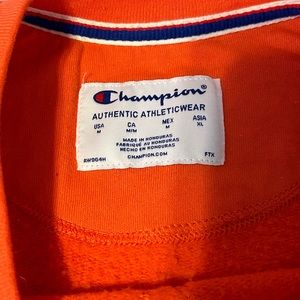 Champion
AUTHENTIC ATHLETICWEAR
USA CA MEX ASIA
M M/M M XL
MADE IN HONDURAS
FABRIQUÉ AU HONDURAS
HECHO EN HONDURAS
CHAMPION.COM
FTX